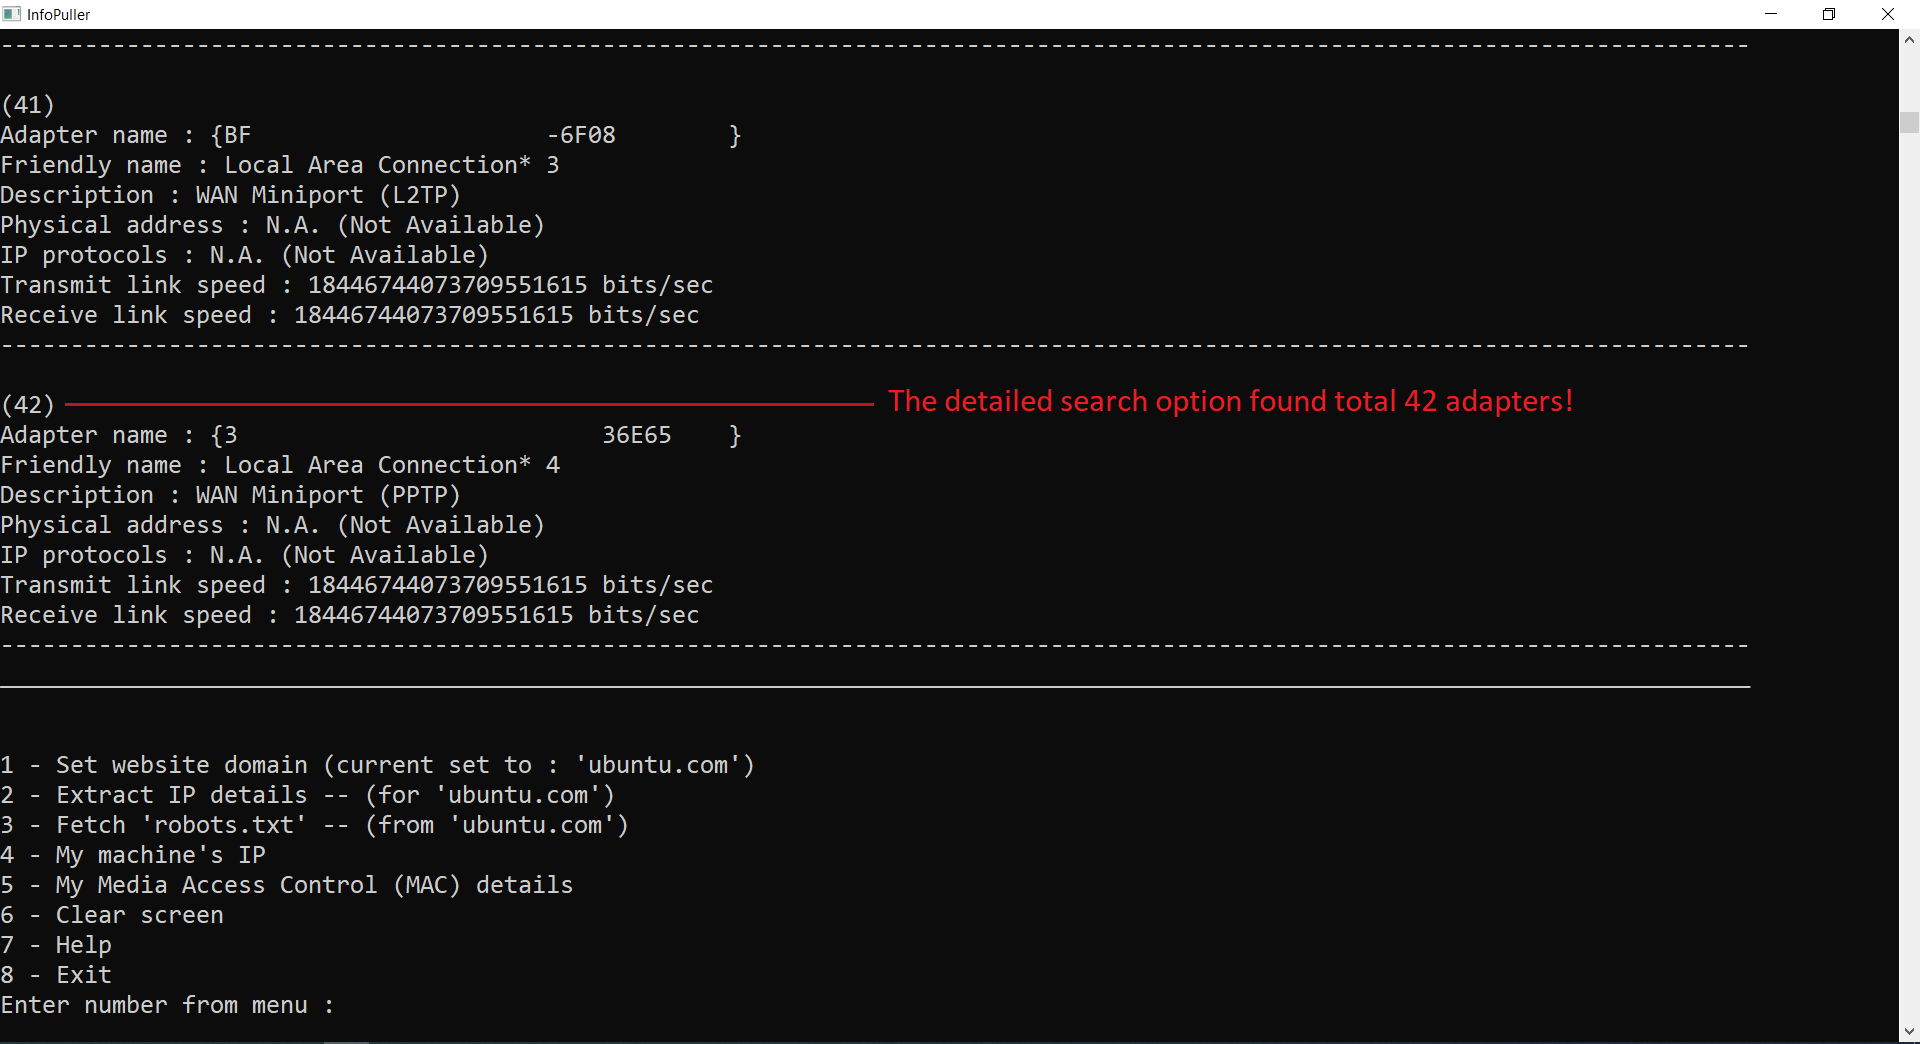 InfoPuller
-----------------------------------------------------------------------------------------------------------------------------
(41)
Adapter name : {BF                     -6F08        }
Friendly name : Local Area Connection* 3
Description : WAN Miniport (L2TP)
Physical address : N.A. (Not Available)
IP protocols : N.A. (Not Available)
Transmit link speed : 18446744073709551615 bits/sec
Receive link speed : 18446744073709551615 bits/sec
-----------------------------------------------------------------------------------------------------------------------------
(42) The detailed search option found total 42 adapters!
Adapter name : {3                          36E65    }
Friendly name : Local Area Connection* 4
Description : WAN Miniport (PPTP)
Physical address : N.A. (Not Available)
IP protocols : N.A. (Not Available)
Transmit link speed : 18446744073709551615 bits/sec
Receive link speed : 18446744073709551615 bits/sec
-----------------------------------------------------------------------------------------------------------------------------
1 - Set website domain (current set to : 'ubuntu.com')
2 - Extract IP details -- (for 'ubuntu.com')
3 - Fetch 'robots.txt' -- (from 'ubuntu.com')
4 - My machine's IP
5 - My Media Access Control (MAC) details
6 - Clear screen
7 - Help
8 - Exit
Enter number from menu :